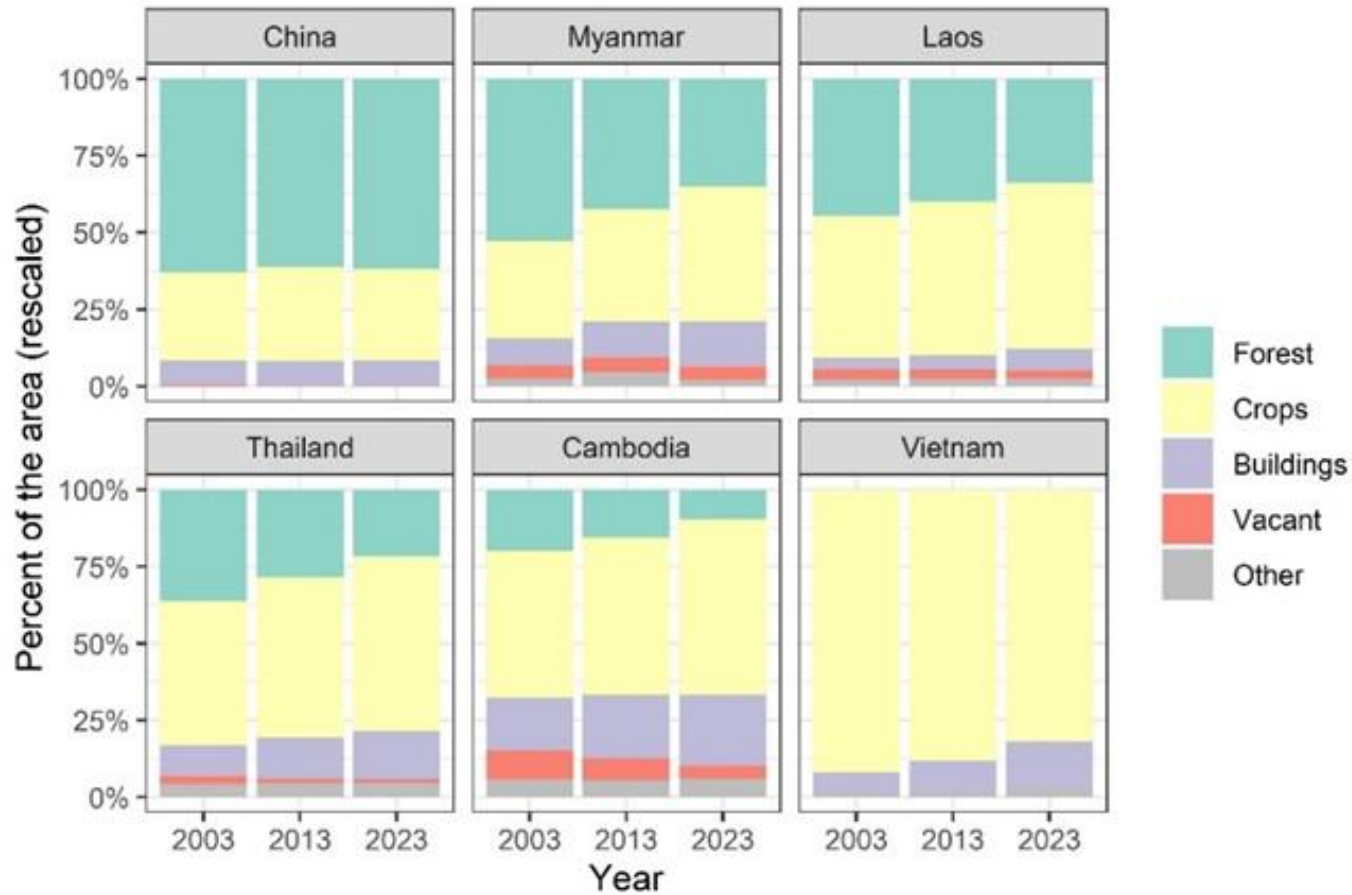 China Myanmar Laos
100%
75%
50%
25%
0%
Thailand Cambodia Vietnam
100%
75%
50%
25%
0%
2003 2013 2023 2003 2013 2023 2003 2013 2023
Year
Percent of the area (rescaled)
Forest
Crops
Buildings
Vacant
Other